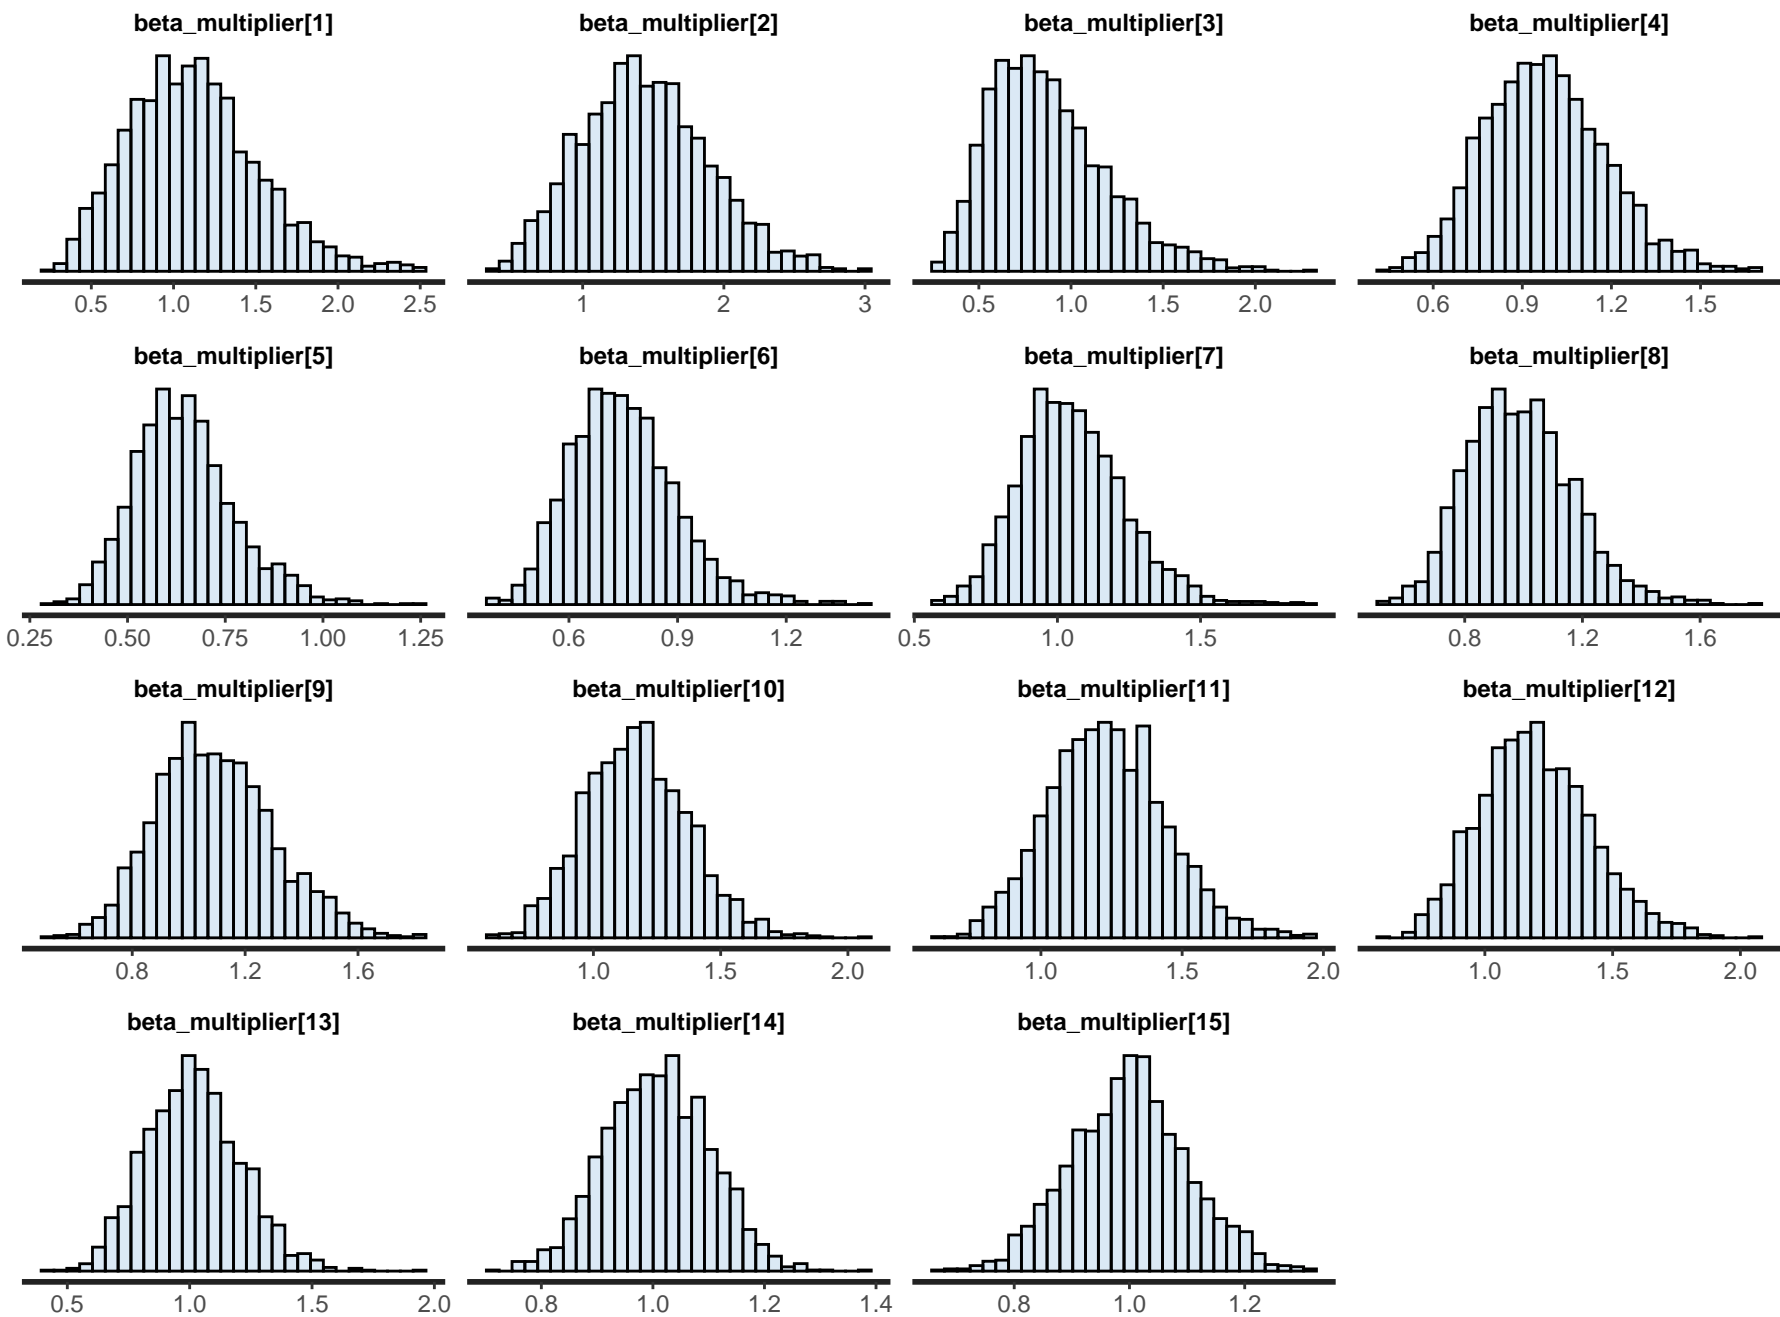 beta_multiplier[1] beta_multiplier[2] beta_multiplier[3] beta_multiplier[4]
0.5 1.0 1.5 2.0 2.5 1 2 3 0.5 1.0 1.5 2.0 0.6 0.9 1.2 1.5
beta_multiplier[5] beta_multiplier[6] beta_multiplier[7] beta_multiplier[8]
0.25 0.50 0.75 1.00 1.25 0.6 0.9 1.2 0.5 1.0 1.5 0.8 1.2 1.6
beta_multiplier[9] beta_multiplier[10] beta_multiplier[11] beta_multiplier[12]
0.8 1.2 1.6 1.0 1.5 2.0 1.0 1.5 2.0 1.0 1.5 2.0
beta_multiplier[13] beta_multiplier[14] beta_multiplier[15]
0.5 1.0 1.5 2.0 0.8 1.0 1.2 1.4 0.8 1.0 1.2